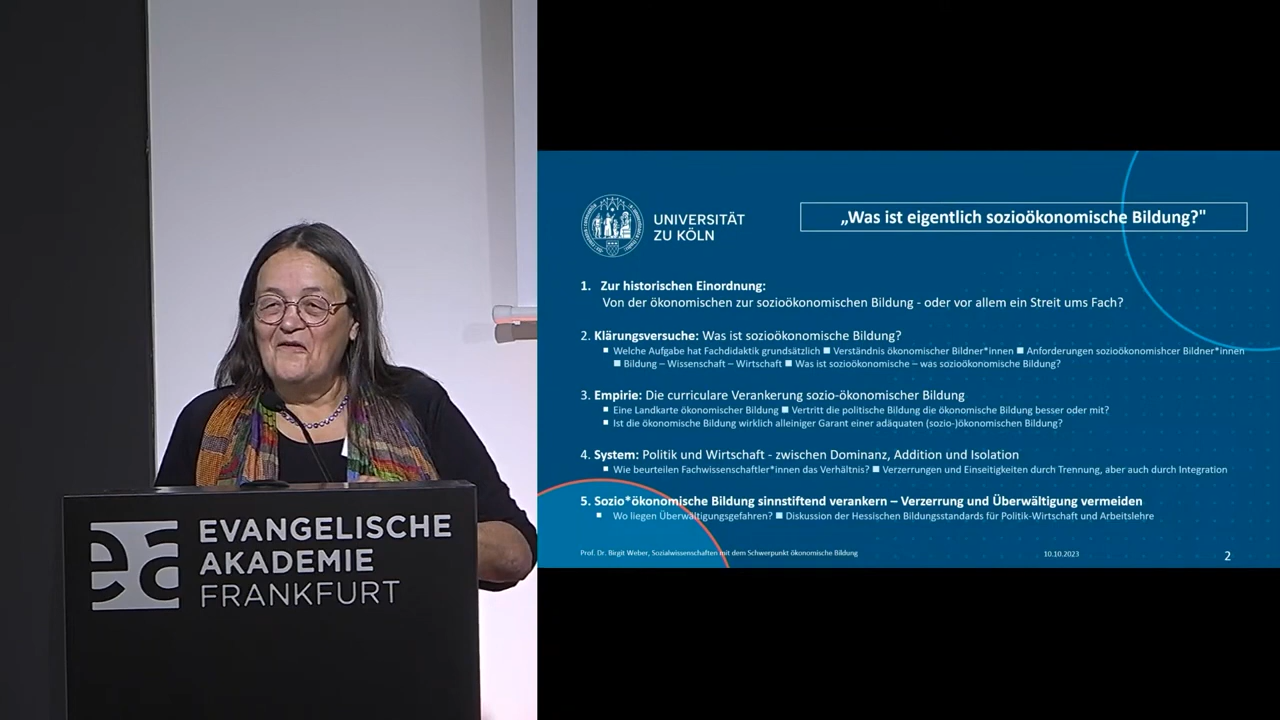 EVANGELISCHE
AKADEMIE
FRANKFURT
UNIVERSITÄT
ZU KÖLN
„Was ist eigentlich sozioökonomische Bildung?"
1. Zur historischen Einordnung:
Von der ökonomischen zur sozioökonomischen Bildung - oder vor allem ein Streit ums Fach?
2. Klärungsversuche: Was ist sozioökonomische Bildung?
■ Welche Aufgabe hat Fachdidaktik grundsätzlich ■ Verständnis ökonomischer Bildner*innen ■ Anforderungen sozioökonomishcer Bildner*innen
■ Bildung – Wissenschaft – Wirtschaft ■ Was ist sozioökonomische – was sozioökonomische Bildung?
3. Empirie: Die curriculare Verankerung sozio-ökonomischer Bildung
■ Eine Landkarte ökonomischer Bildung ■ Vertritt die politische Bildung die ökonomische Bildung besser oder mit?
■ Ist die ökonomische Bildung wirklich alleiniger Garant einer adäquaten (sozio-)ökonomischen Bildung?
4. System: Politik und Wirtschaft - zwischen Dominanz, Addition und Isolation
■ Wie beurteilen Fachwissenschaftler*innen das Verhältnis? ■ Verzerrungen und Einseitigkeiten durch Trennung, aber auch durch Integration
5. Sozio*ökonomische Bildung sinnstiftend verankern – Verzerrung und Überwältigung vermeiden
■ Wo liegen Überwältigungsgefahren? ■ Diskussion der Hessischen Bildungsstandards für Politik-Wirtschaft und Arbeitslehre
Prof. Dr. Birgit Weber, Sozialwissenschaften mit dem Schwerpunkt ökonomische Bildung
10.10.2023
2